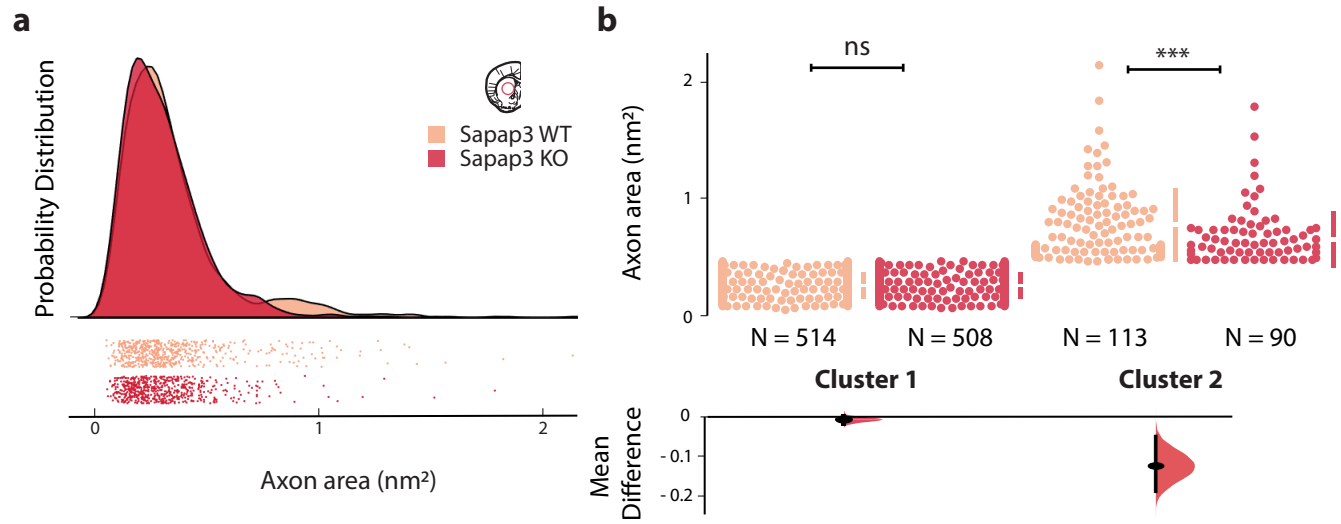 a
Probability Distribution
Sapap3 WT
Sapap3 KO
0 1 2
Axon area (nm²)
b
ns
***
Axon area (nm²)
2
1
0
N = 514 N = 508 N = 113 N = 90
Cluster 1 Cluster 2
Mean
Difference
0
- 0.1
- 0.2